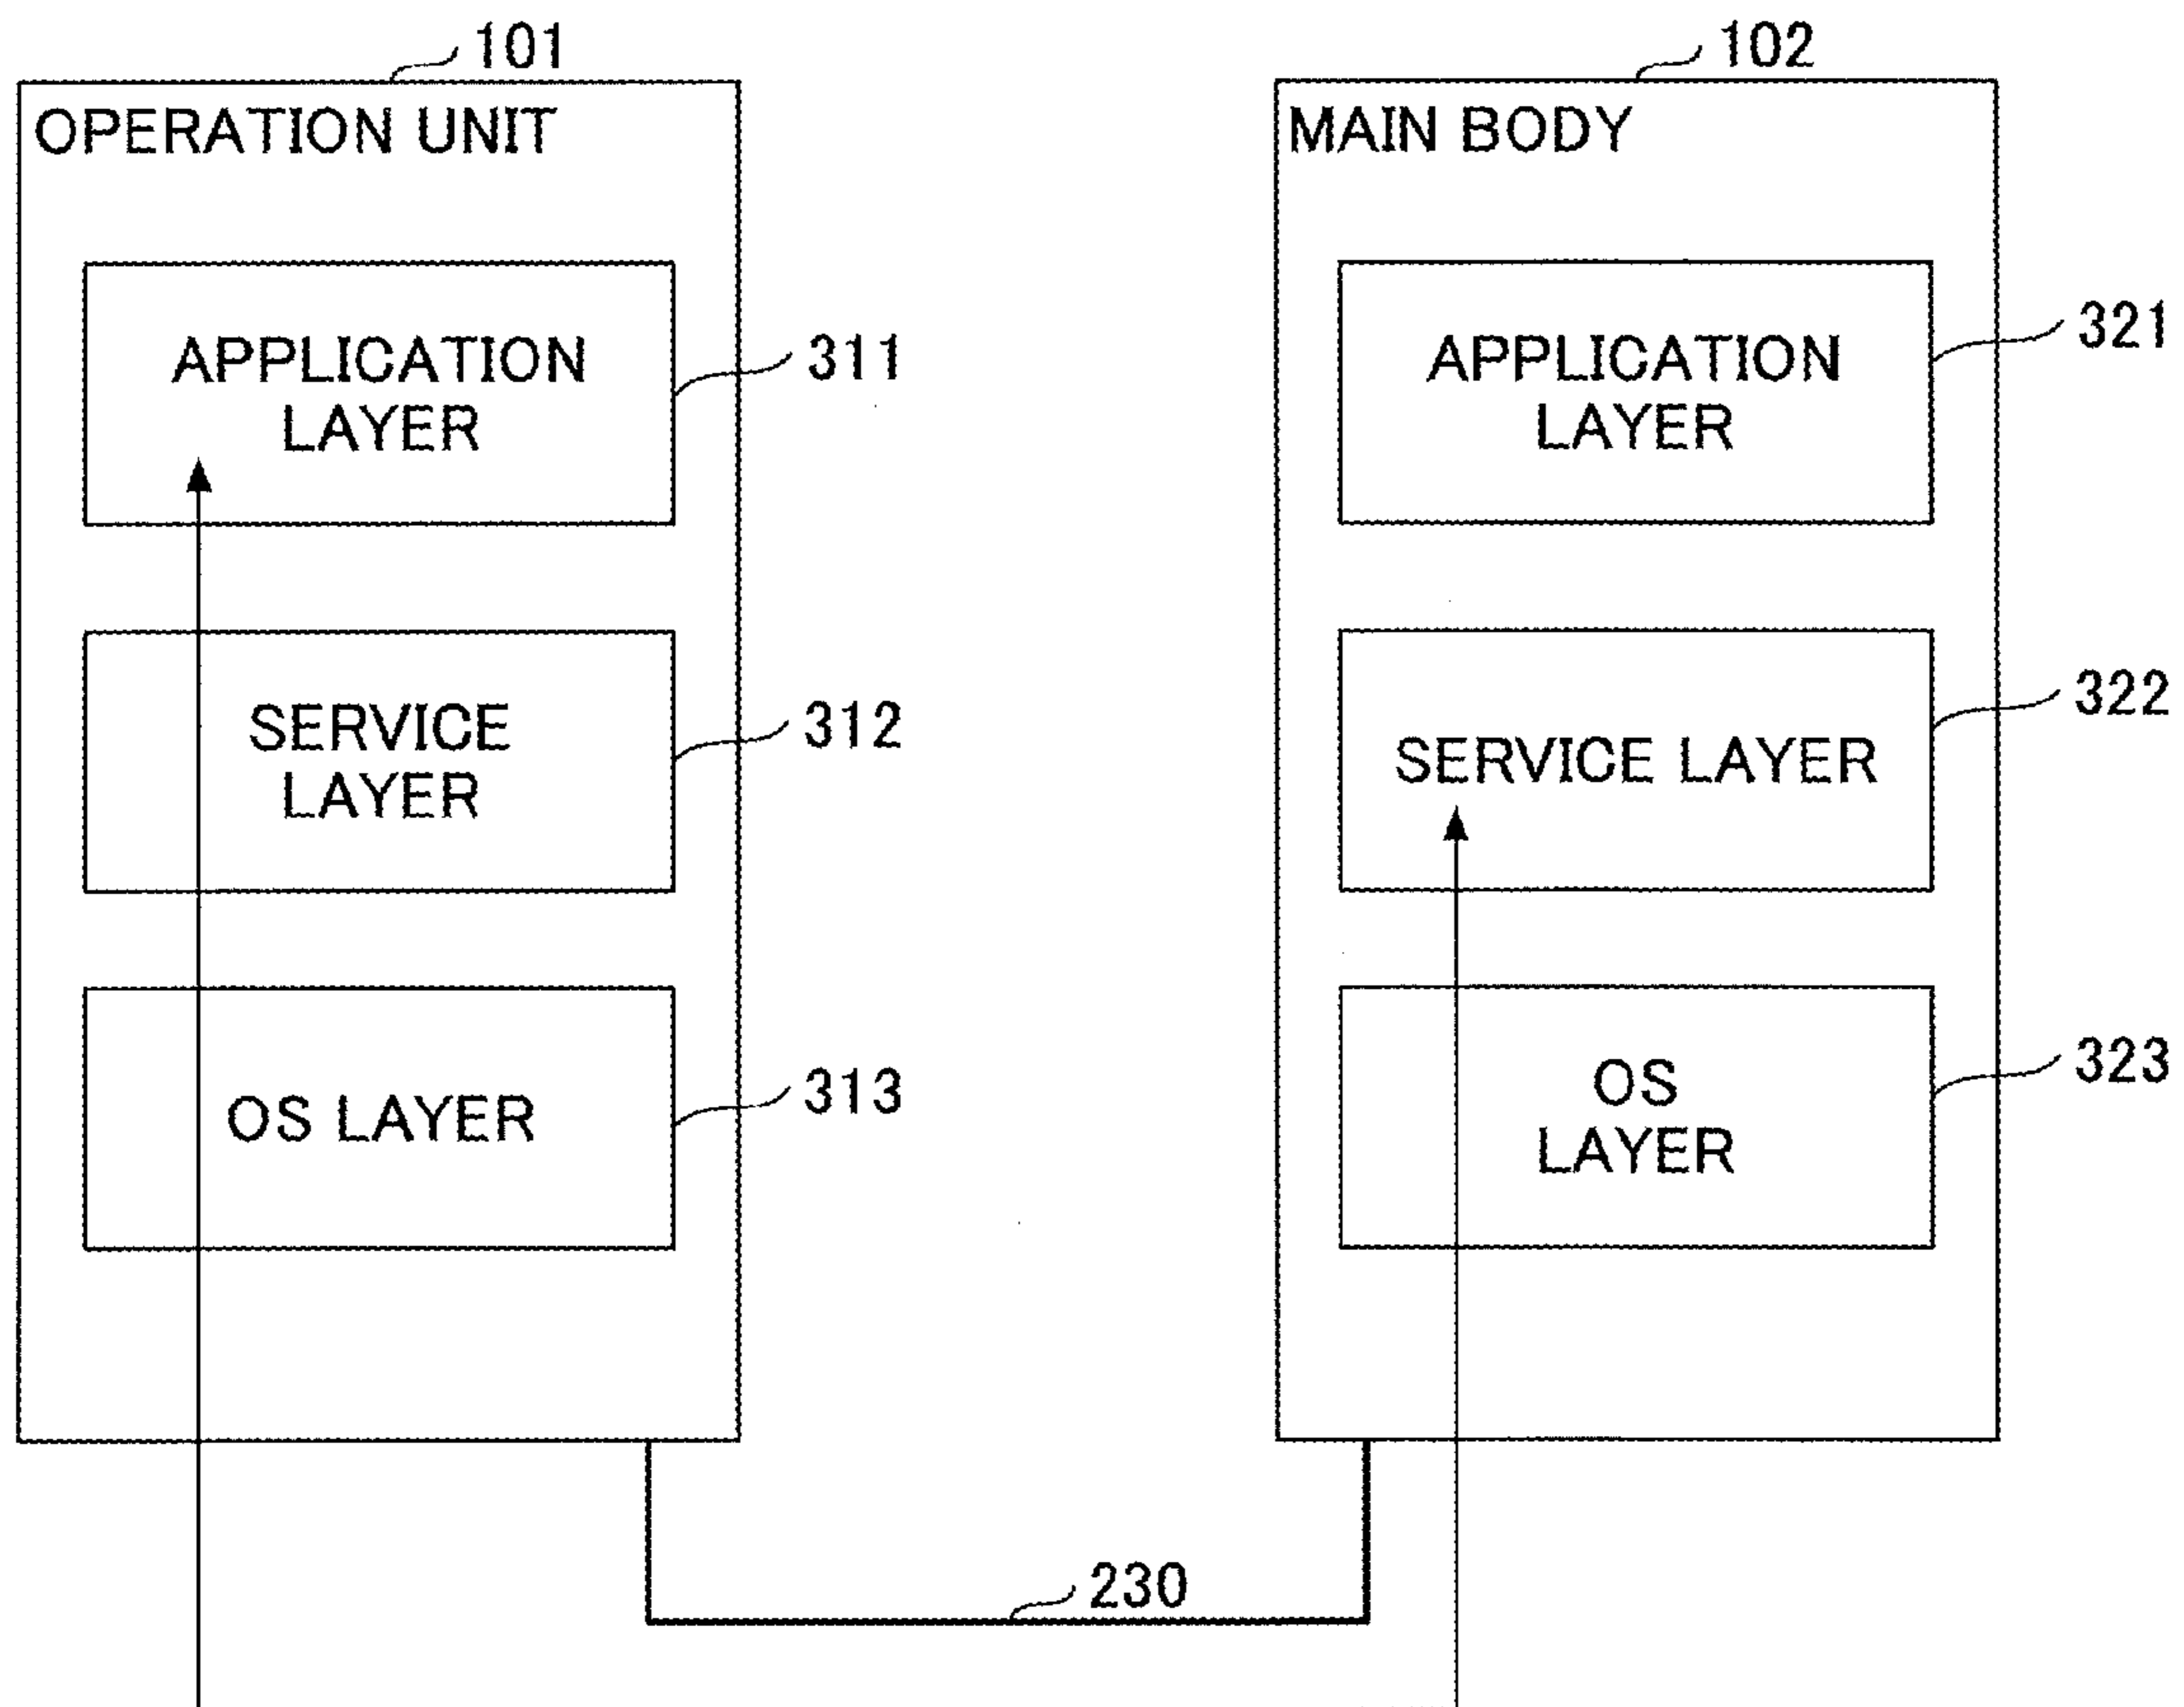 101
OPERATION UNIT
APPLICATION
LAYER
311
SERVICE
LAYER
312
OS LAYER
313
102
MAIN BODY
APPLICATION
LAYER
321
SERVICE LAYER
322
OS
LAYER
323
230